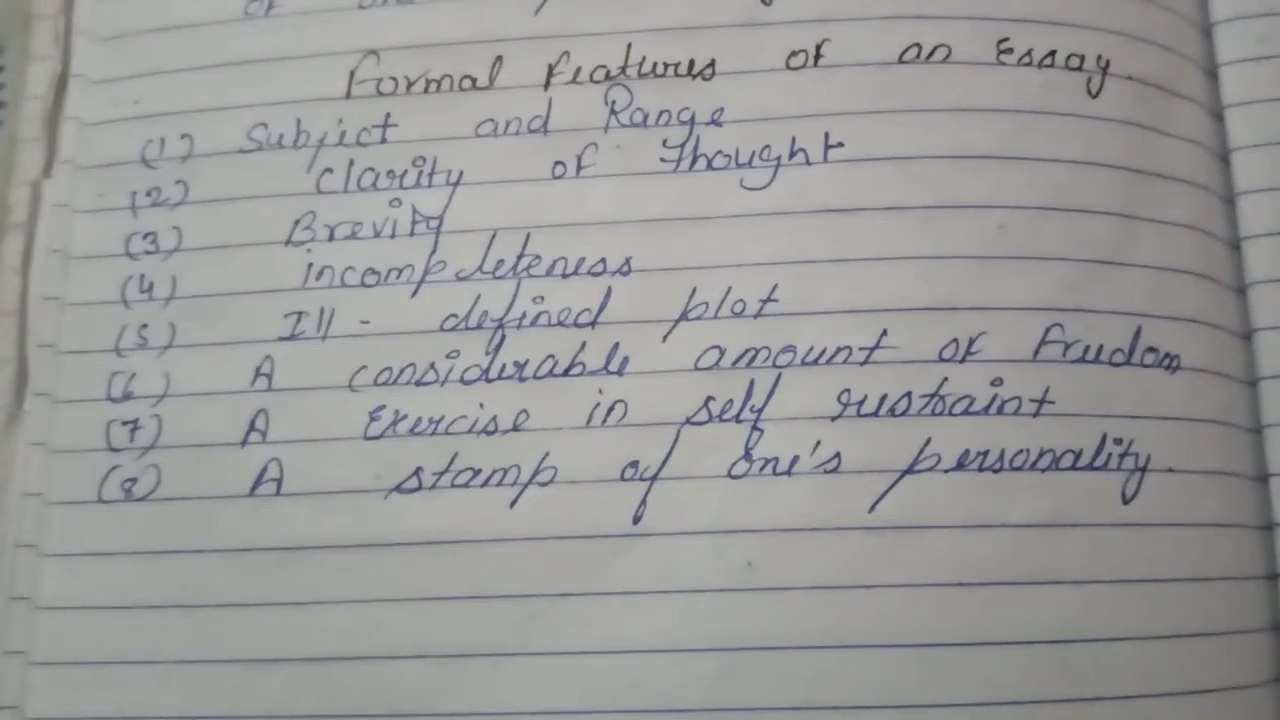 Formal Features of an Essay.
(1) Subject and Range
(2) Clarity of Thought
(3) Brevity
(4) incompleteness
(5) Ill - defined plot
(6) A considerable amount of Freedom
(7) A Exercise in self restraint
(8) A stamp of one's personality.